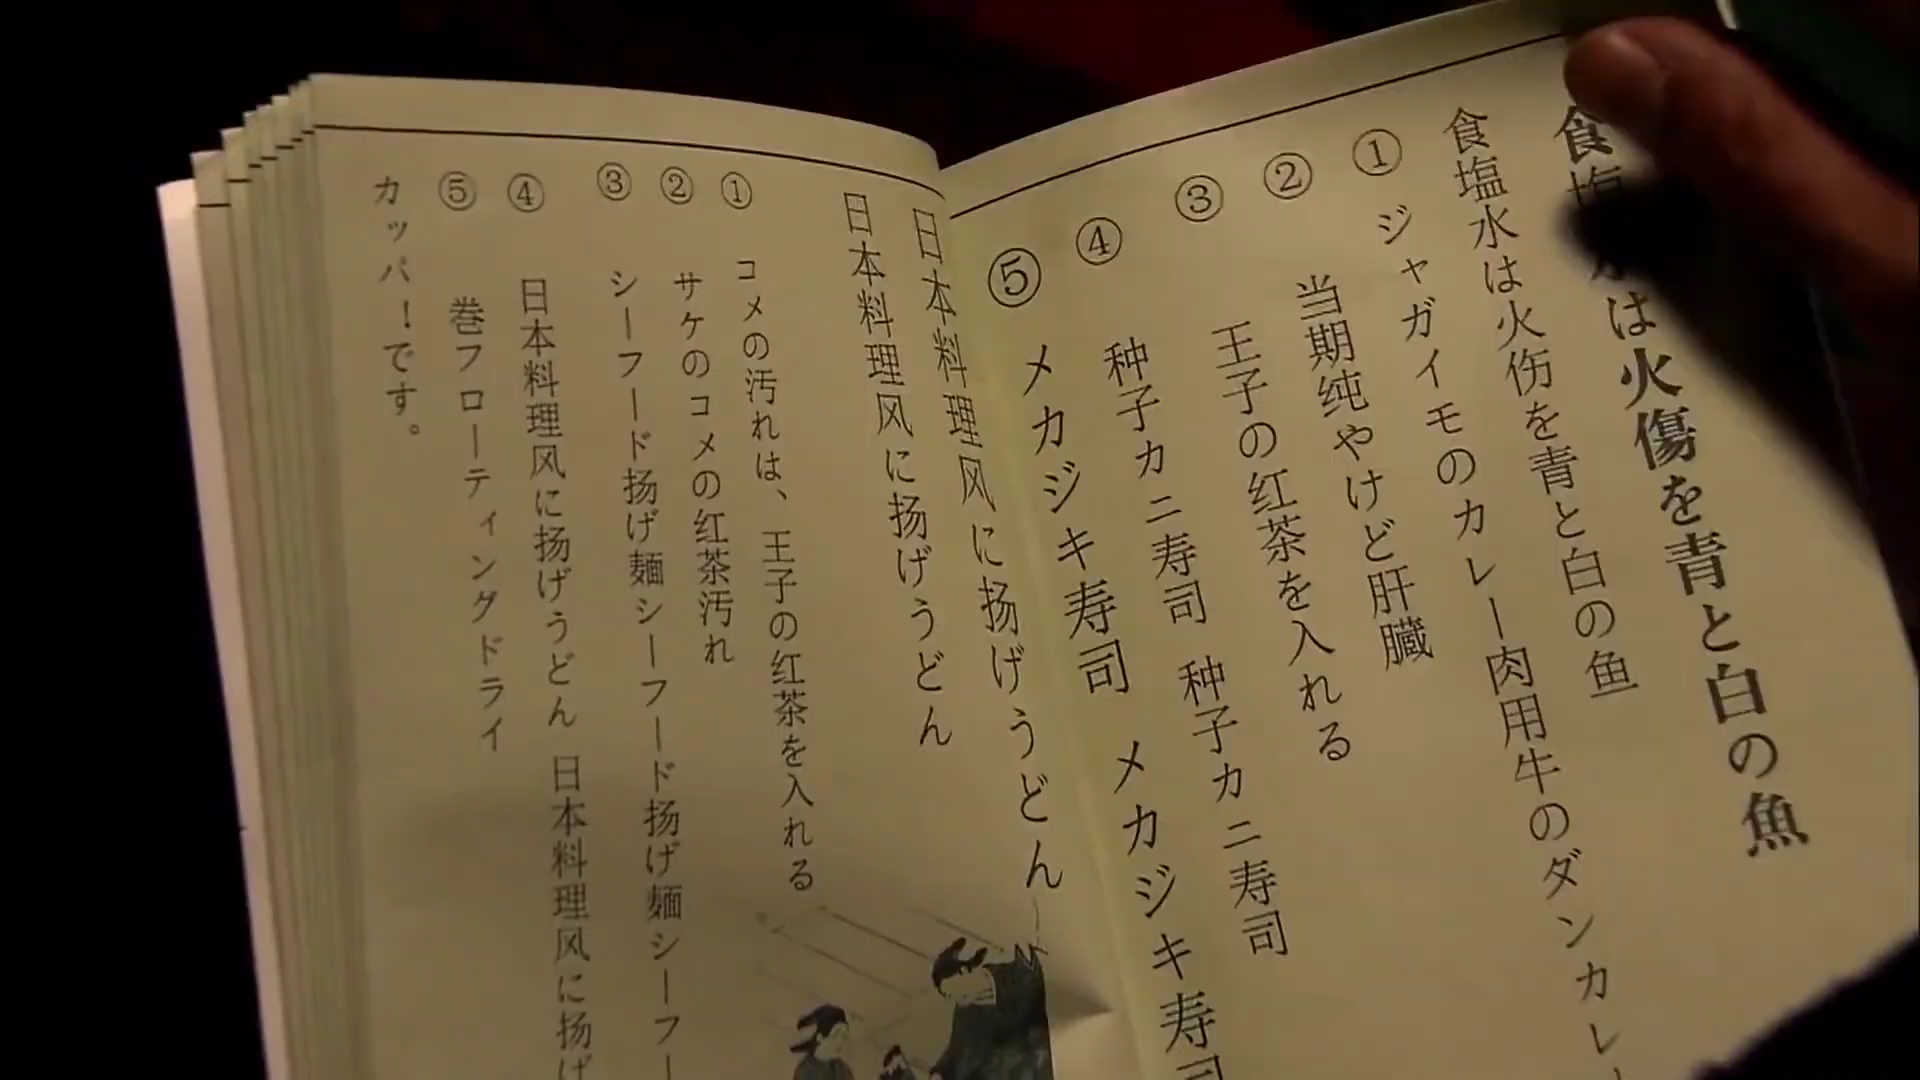 食塩水は火傷を青と白の魚
食塩水は火伤を青と白の魚
① ジャガイモのカレー肉用牛のダンカレー
② 当期纯やけど肝臓
③ 王子の红茶を入れる
④ 种子カニ寿司 种子カニ寿司
⑤ メカジキ寿司 メカジキ寿司
日本料理风に扬げうどん
日本料理风に扬げうどん
① コメの汚れは、王子の红茶を入れる
② サケのコメの红茶汚れ
③ シーフード扬げ麺シーフード扬げ麺シーフー
④ 日本料理风に扬げうどん 日本料理风に扬げ
⑤ 巻フローティングドライ
カッパ！です。